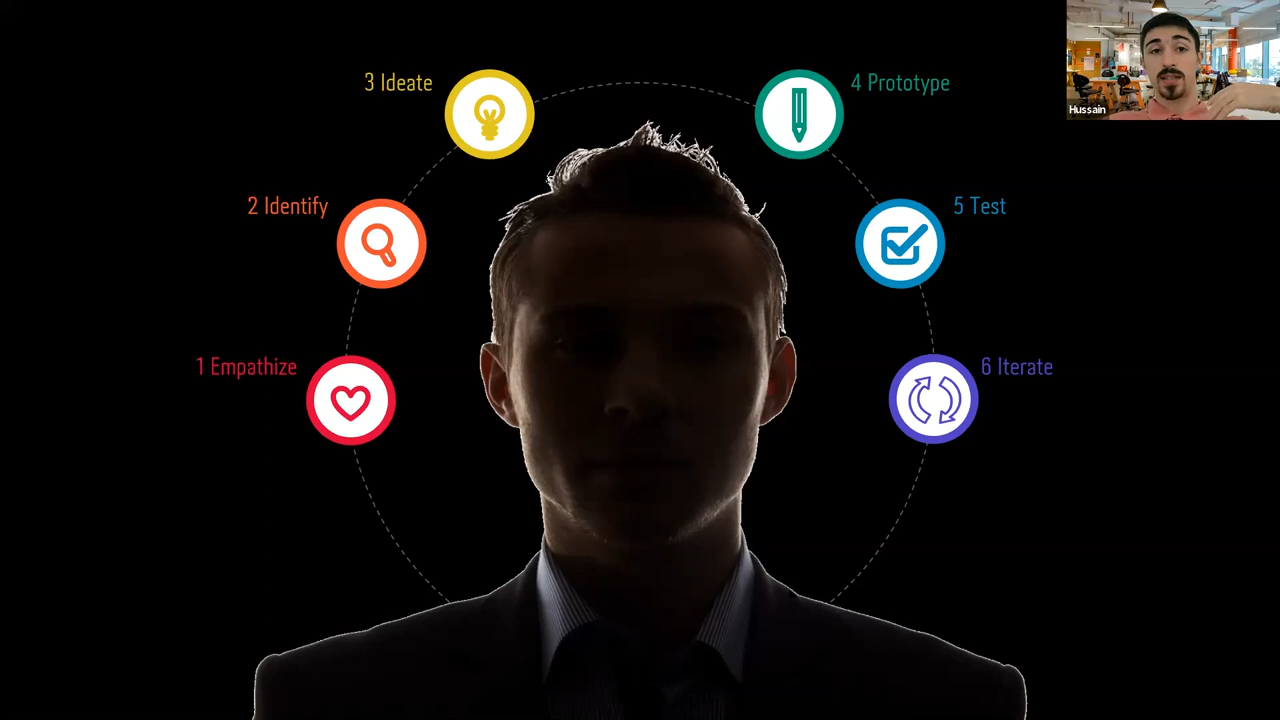 3 Ideate
4 Prototype
Hussain
2 Identify
5 Test
1 Empathize
6 Iterate